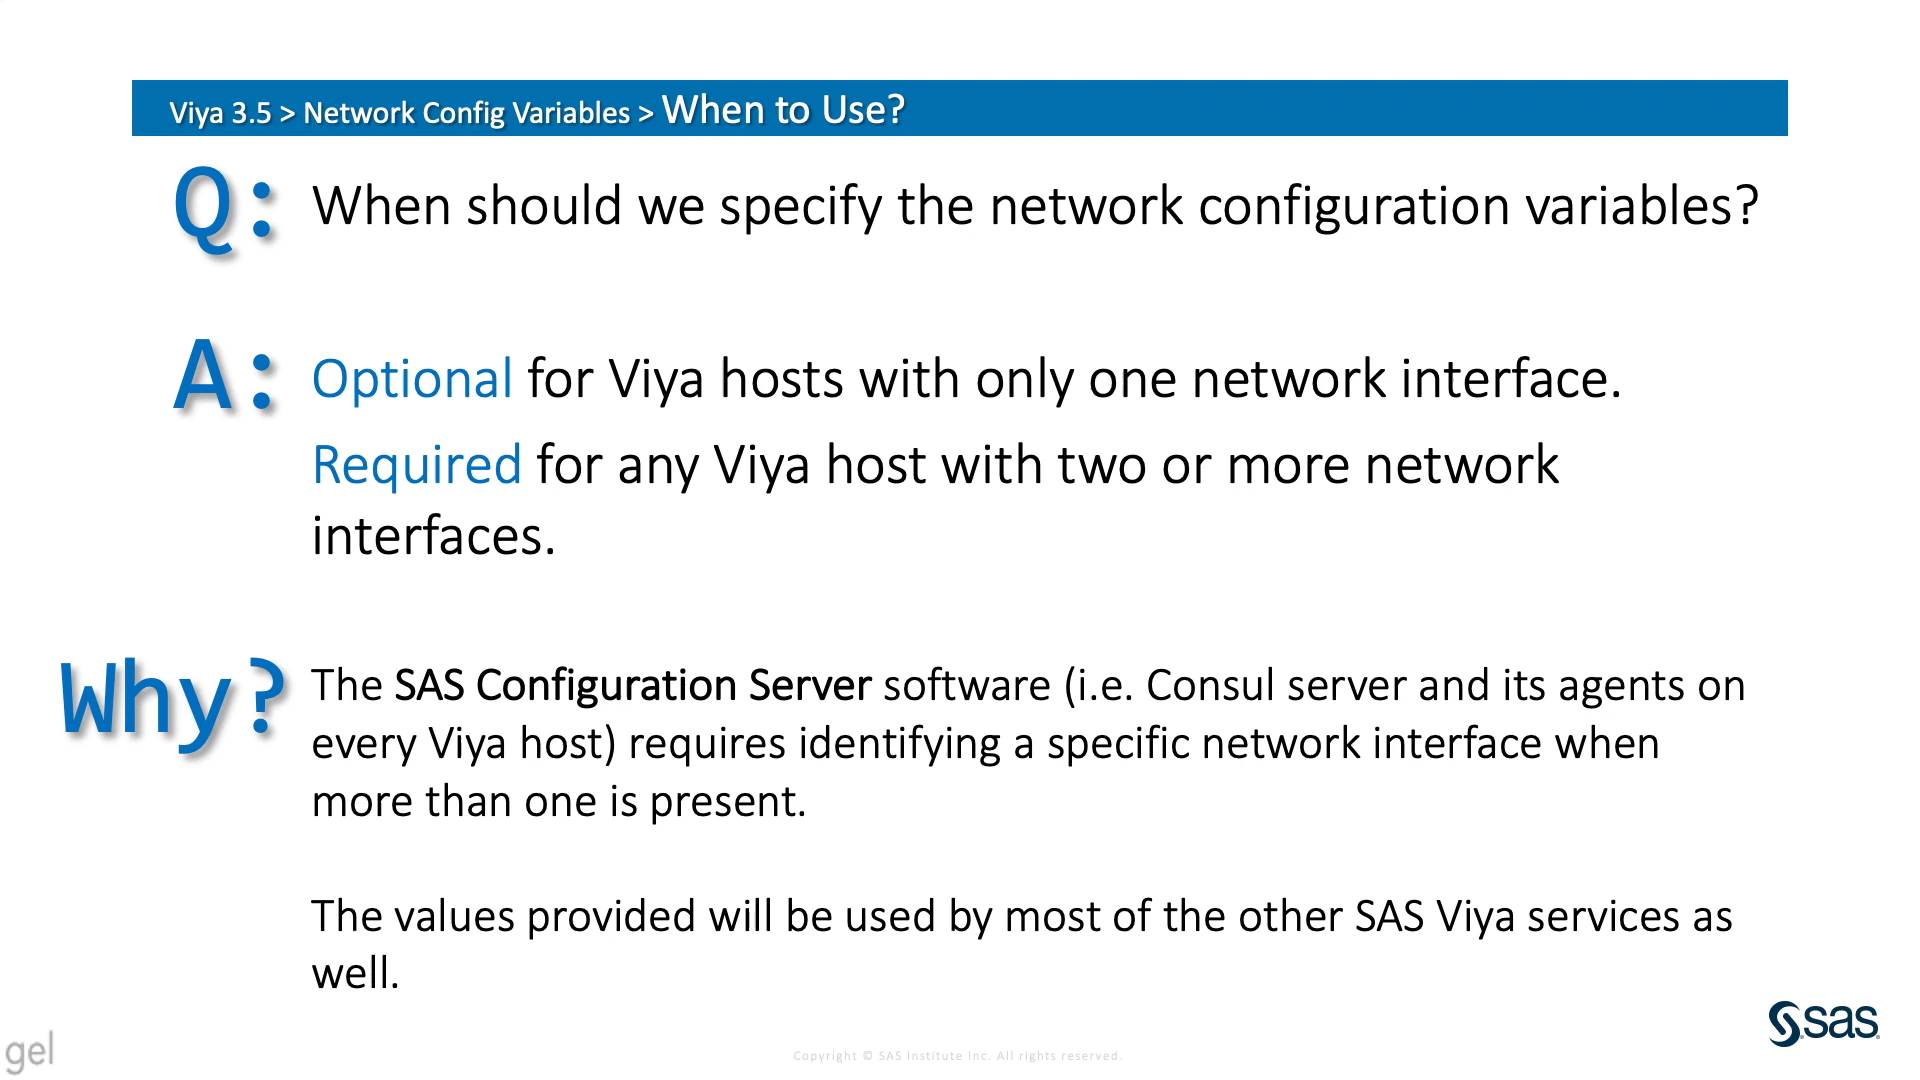 Viya 3.5 > Network Config Variables > When to Use?
Q: When should we specify the network configuration variables?
A: Optional for Viya hosts with only one network interface.
Required for any Viya host with two or more network
interfaces.
Why? The SAS Configuration Server software (i.e. Consul server and its agents on
every Viya host) requires identifying a specific network interface when
more than one is present.
The values provided will be used by most of the other SAS Viya services as
well.
sas
gel
Copyright © SAS Institute Inc. All rights reserved.